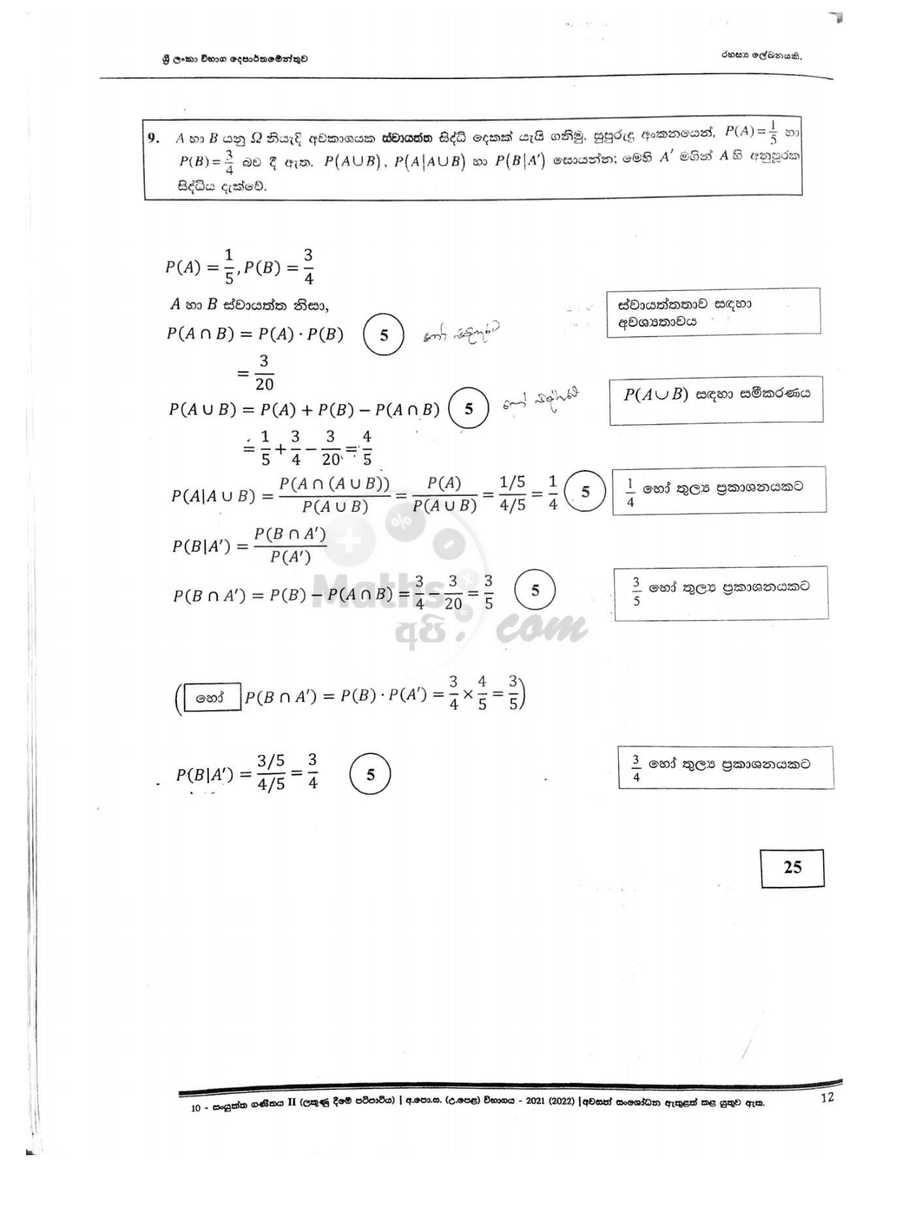 ශ්‍රී ලංකා විභාග දෙපාර්තමේන්තුව
රහස්‍ය ලේඛනයකි.
9. A හා B යනු Ω නියැදි අවකාශයක ස්වායත්ත සිද්ධි දෙකක් යැයි ගනිමු. සුපුරුදු අංකනයෙන්, P(A) = 1/5 හා
P(B) = 3/4 බව දී ඇත. P(A∪B), P(A|A∪B) හා P(B|A′) සොයන්න; මෙහි A′ මගින් A හි අනුපූරක
සිද්ධිය දැක්වේ.
P(A) = 1/5, P(B) = 3/4
A හා B ස්වායත්ත නිසා,
ස්වායත්තතාව සඳහා
අවශ්‍යතාවය
P(A ∩ B) = P(A) · P(B) 5
= 3/20
P(A ∪ B) = P(A) + P(B) − P(A ∩ B) 5
P(A∪B) සඳහා සමීකරණය
= 1/5 + 3/4 − 3/20 = 4/5
P(A|A ∪ B) = P(A ∩ (A ∪ B))/P(A ∪ B) = P(A)/P(A ∪ B) = (1/5)/(4/5) = 1/4 5
1/4 හෝ තුල්‍ය ප්‍රකාශනයකට
P(B|A′) = P(B ∩ A′)/P(A′)
P(B ∩ A′) = P(B) − P(A ∩ B) = 3/4 − 3/20 = 3/5 5
3/5 හෝ තුල්‍ය ප්‍රකාශනයකට
Maths
අපි.com
(හෝ P(B ∩ A′) = P(B) · P(A′) = 3/4 × 4/5 = 3/5)
P(B|A′) = (3/5)/(4/5) = 3/4 5
3/4 හෝ තුල්‍ය ප්‍රකාශනයකට
25
10 - සංයුක්ත ගණිතය II (ලකුණු දීමේ පටිපාටිය) | අ.පො.ස. (උ.පෙළ) විභාගය - 2021 (2022) | අවසන් සංශෝධන ඇතුළත් කළ යුතුව ඇත.
12